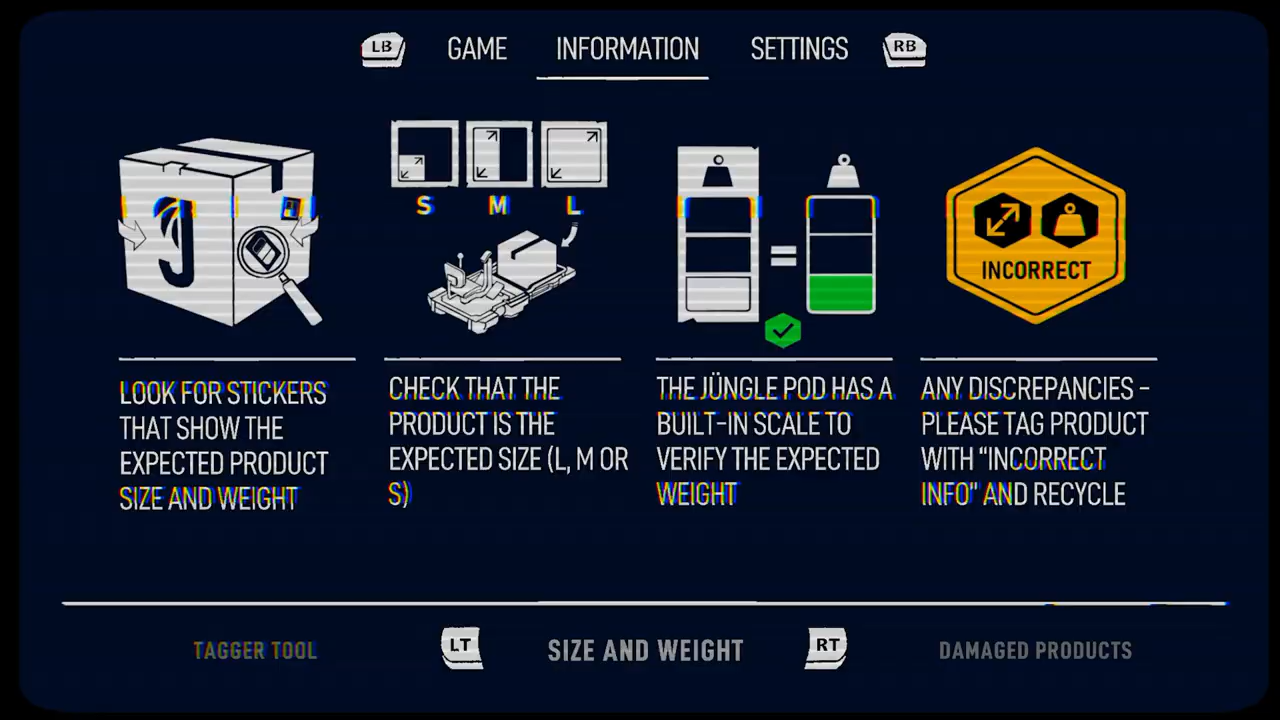 LB GAME INFORMATION SETTINGS RB
S M L
INCORRECT
LOOK FOR STICKERS
THAT SHOW THE
EXPECTED PRODUCT
SIZE AND WEIGHT
CHECK THAT THE
PRODUCT IS THE
EXPECTED SIZE (L, M OR
S)
THE JÜNGLE POD HAS A
BUILT-IN SCALE TO
VERIFY THE EXPECTED
WEIGHT
ANY DISCREPANCIES –
PLEASE TAG PRODUCT
WITH “INCORRECT
INFO” AND RECYCLE
TAGGER TOOL LT SIZE AND WEIGHT RT DAMAGED PRODUCTS